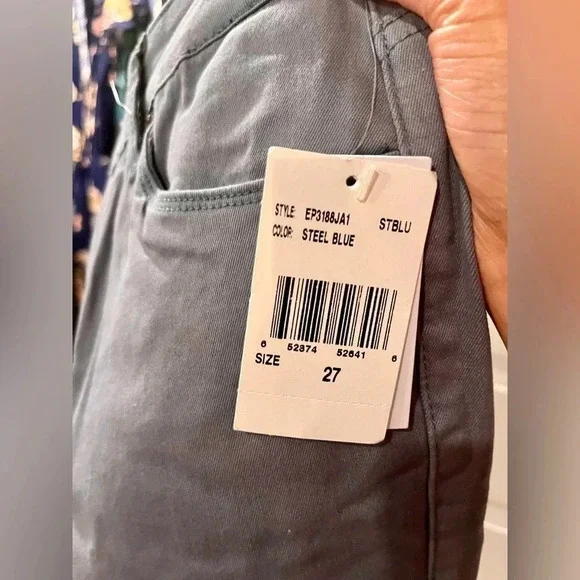 STYLE: EP3188JA1
COLOR: STEEL BLUE STBLU
6 52874 52641 6
SIZE 27